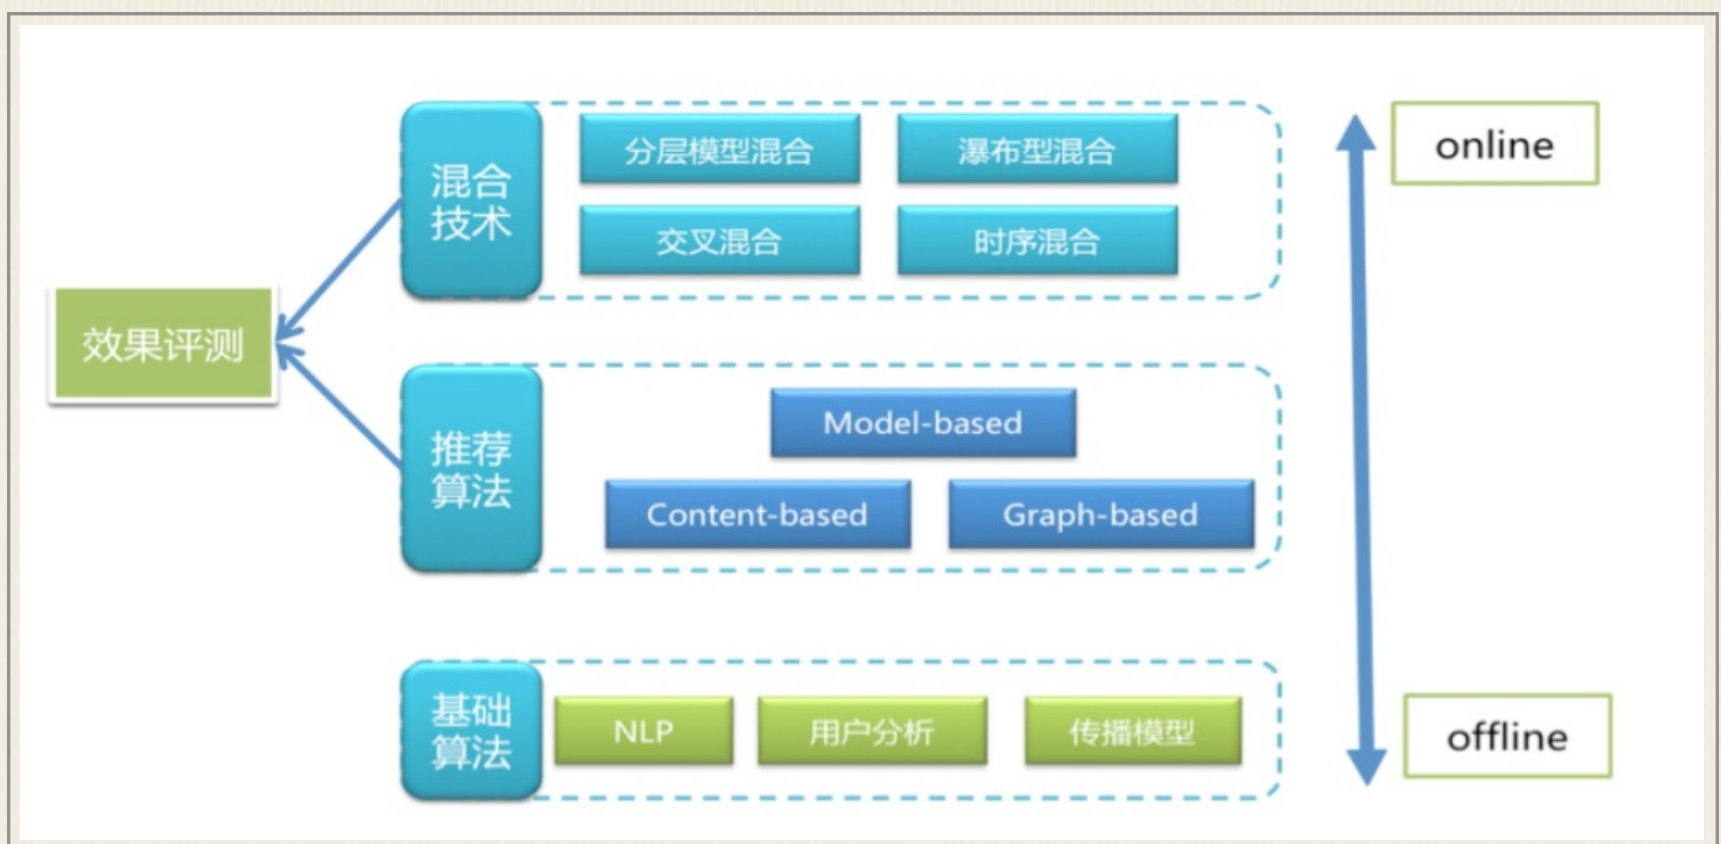 混合
技术
分层模型混合
瀑布型混合
交叉混合
时序混合
online
效果评测
推荐
算法
Model-based
Content-based
Graph-based
基础
算法
NLP
用户分析
传播模型
offline